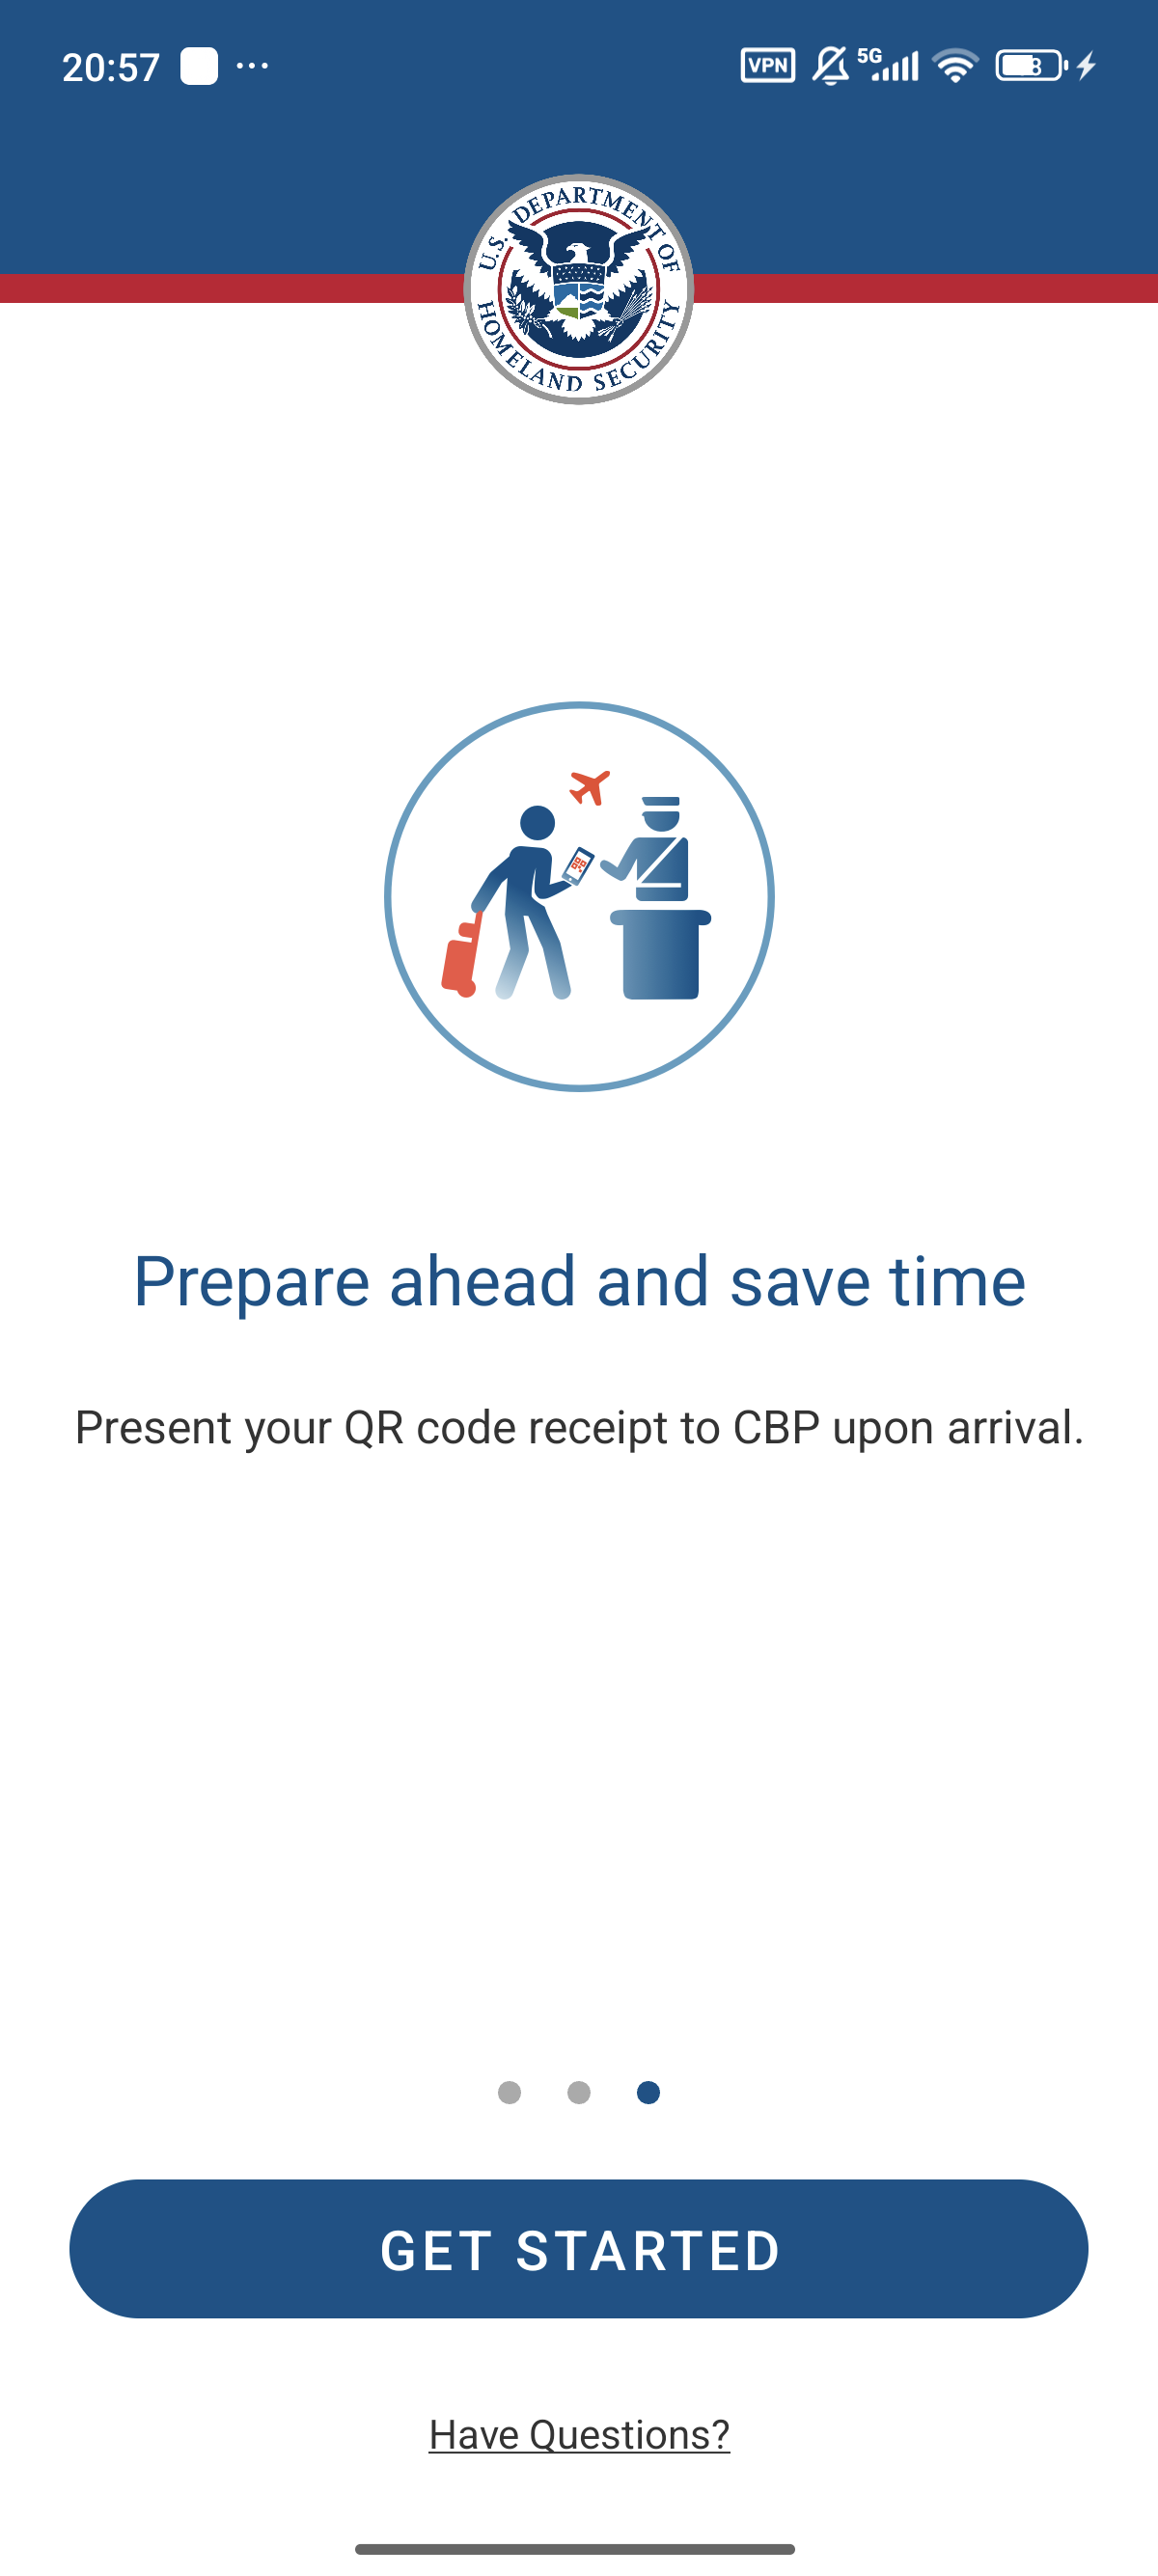 20:57
VPN
5G
U.S. DEPARTMENT OF
HOMELAND SECURITY
Prepare ahead and save time
Present your QR code receipt to CBP upon arrival.
GET STARTED
Have Questions?